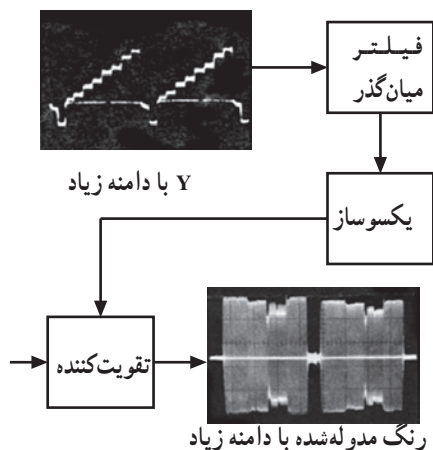 فیلتر
میان‌گذر
Y با دامنه زیاد
یکسوساز
تقویت‌کننده
رنگ مدوله‌شده با دامنه زیاد